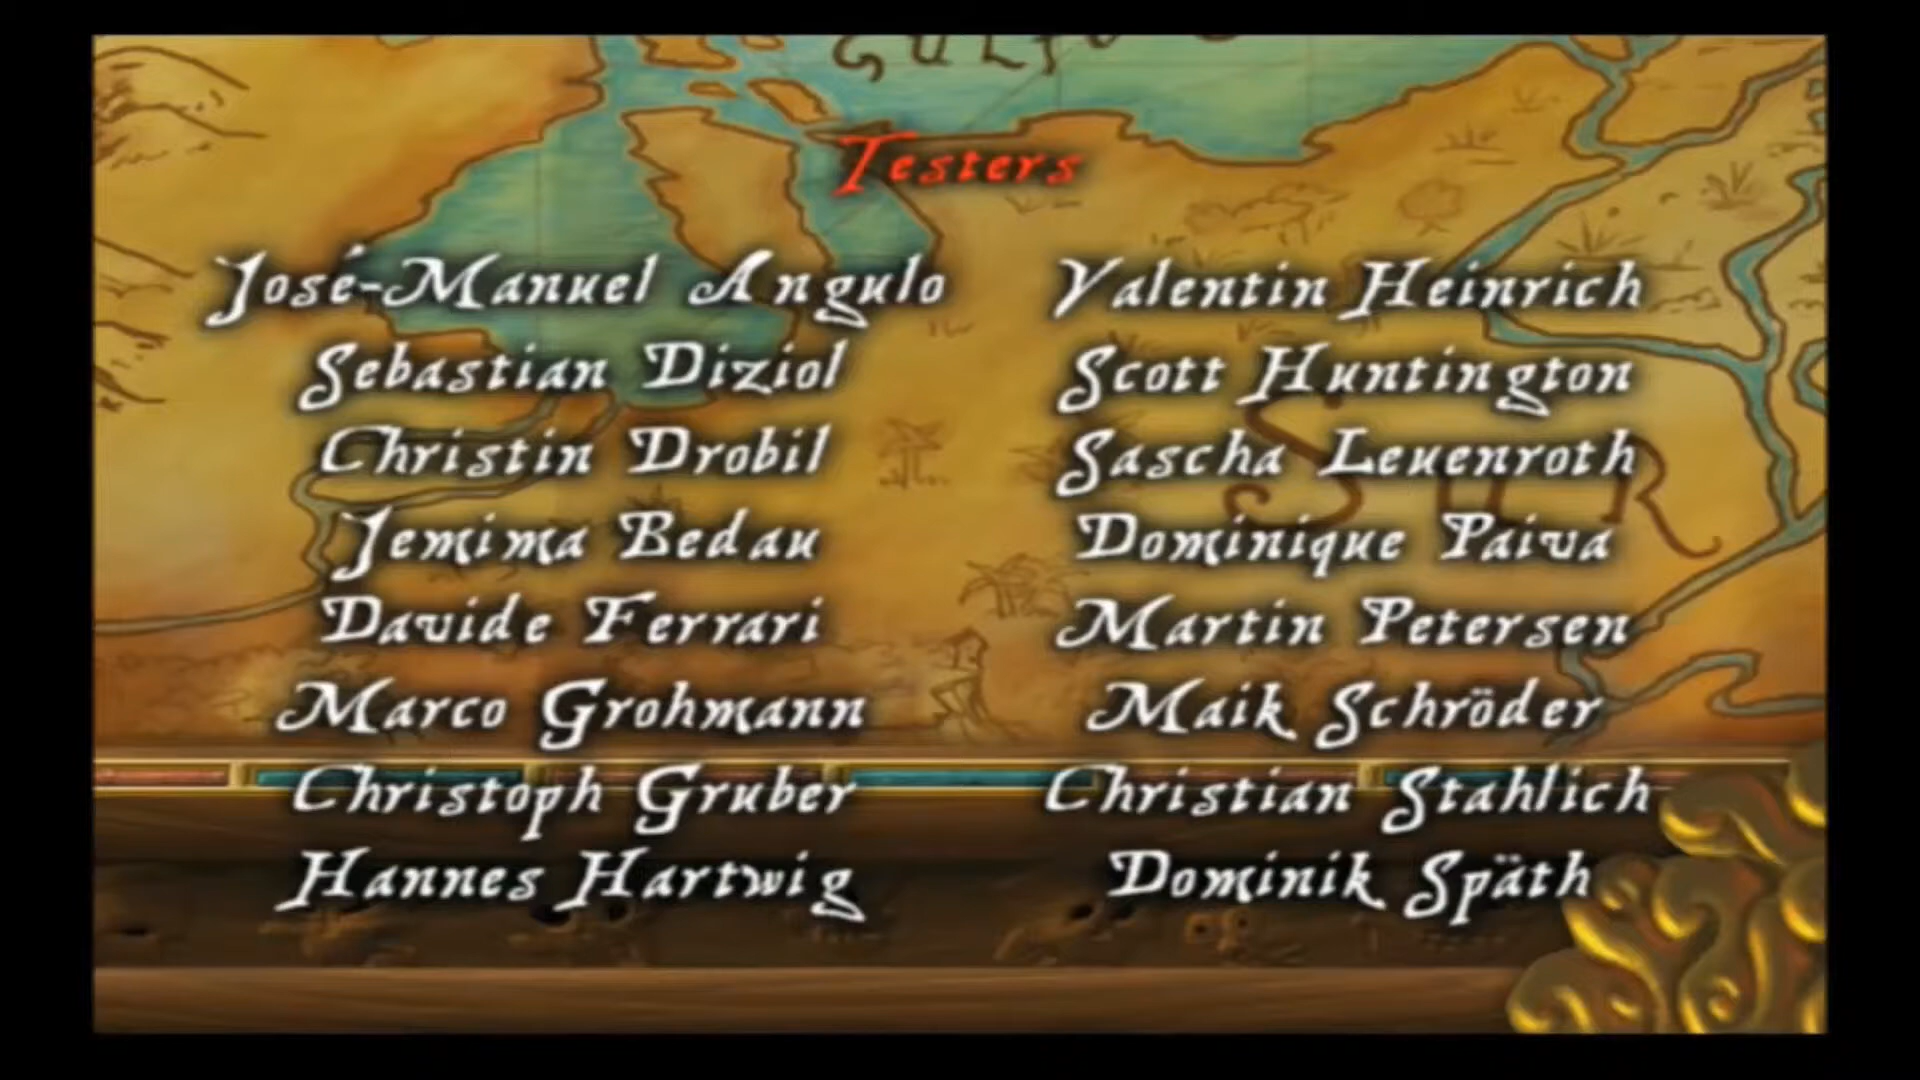 GULF
Testers
José-Manuel Angulo
Sebastian Diziol
Christin Drobil
Jemima Bedau
Davide Ferrari
Marco Grohmann
Christoph Gruber
Hannes Hartwig
Valentin Heinrich
Scott Huntington
Sascha Leuenroth
Dominique Paiva
Martin Petersen
Maik Schröder
Christian Stahlich
Dominik Späth